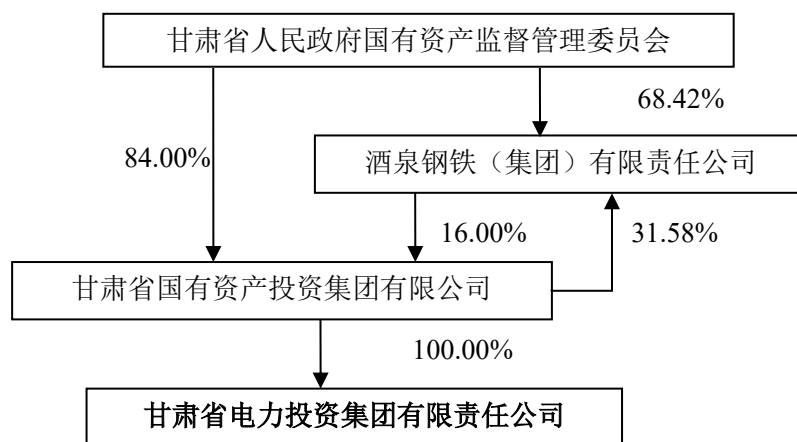 甘肃省人民政府国有资产监督管理委员会
68.42%
84.00%
酒泉钢铁（集团）有限责任公司
16.00%
31.58%
甘肃省国有资产投资集团有限公司
100.00%
甘肃省电力投资集团有限责任公司